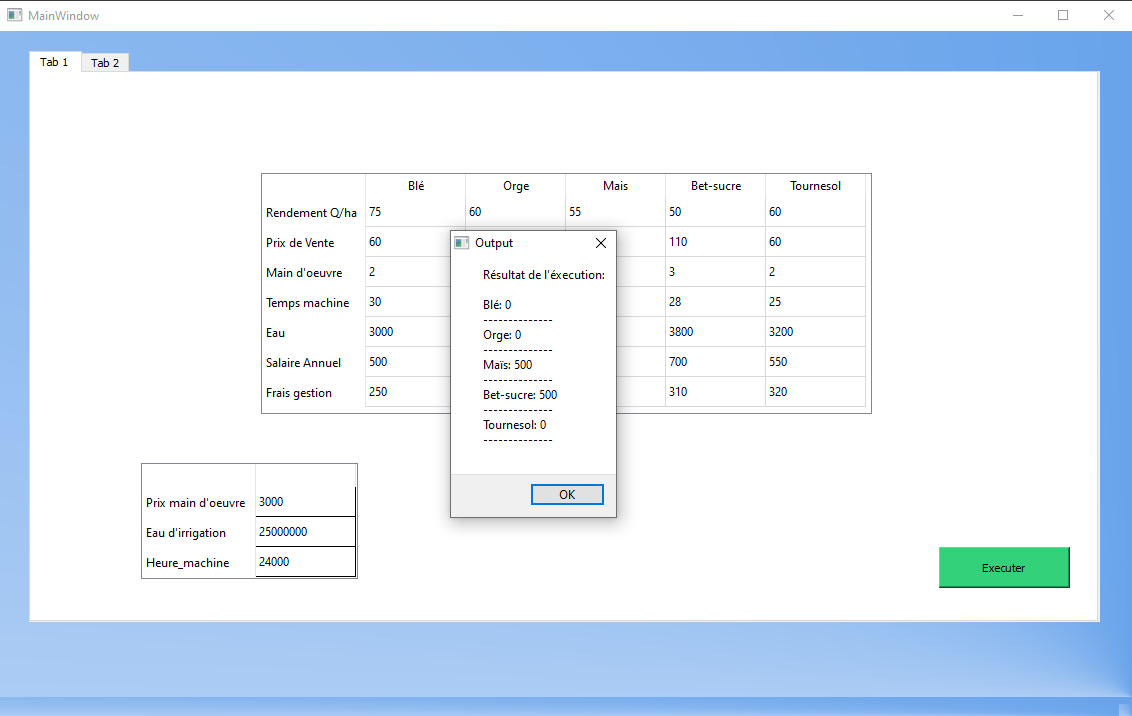 MainWindow
Tab 1 Tab 2
Blé Orge Mais Bet-sucre Tournesol
Rendement Q/ha 75 60 55 50 60
Prix de Vente 60 110 60
Main d'oeuvre 2 3 2
Temps machine 30 28 25
Eau 3000 3800 3200
Salaire Annuel 500 700 550
Frais gestion 250 310 320
Output
Résultat de l'éxecution:
Blé: 0
--------------
Orge: 0
--------------
Maïs: 500
--------------
Bet-sucre: 500
--------------
Tournesol: 0
--------------
OK
Prix main d'oeuvre 3000
Eau d'irrigation 25000000
Heure_machine 24000
Executer